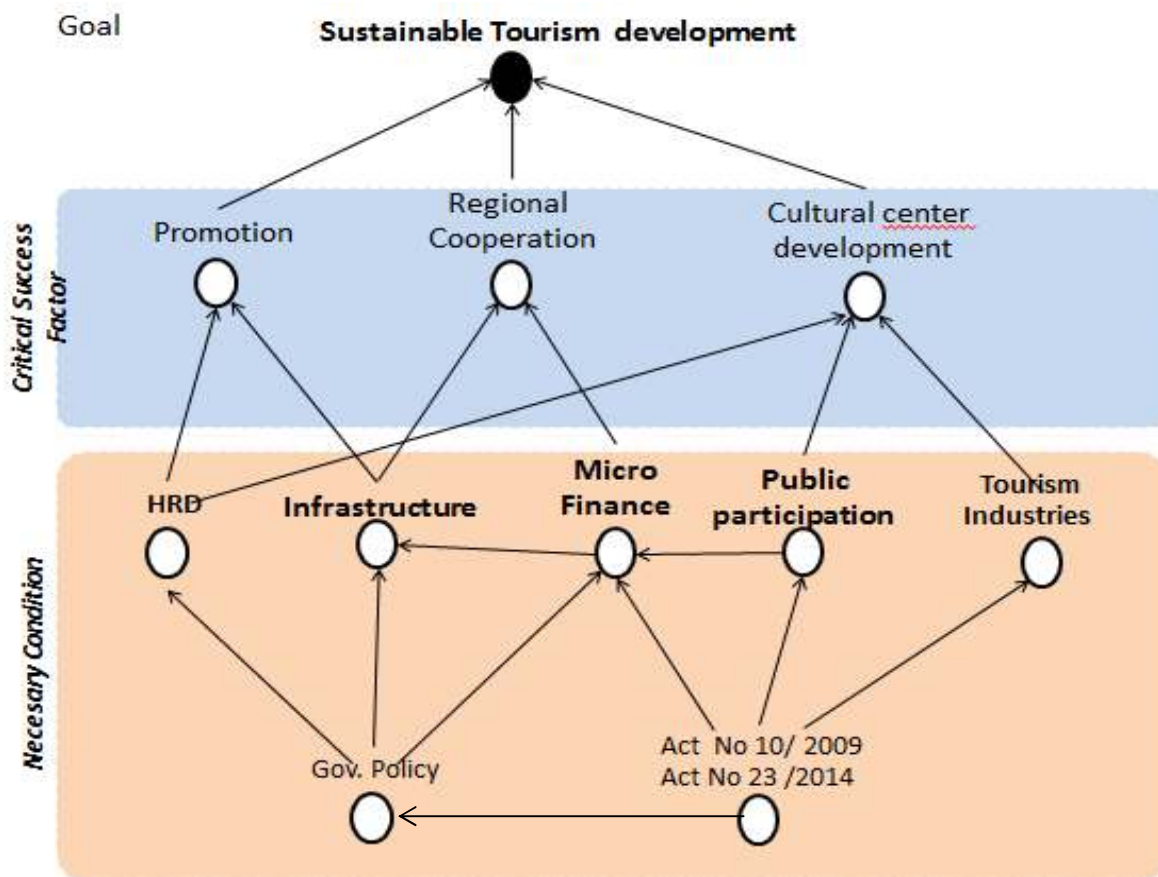 Goal
Sustainable Tourism development
Critical Success
Factor
Promotion
Regional
Cooperation
Cultural center
development
Necesary Condition
HRD
Infrastructure
Micro
Finance
Public
participation
Tourism
Industries
Gov. Policy
Act No 10/ 2009
Act No 23 /2014